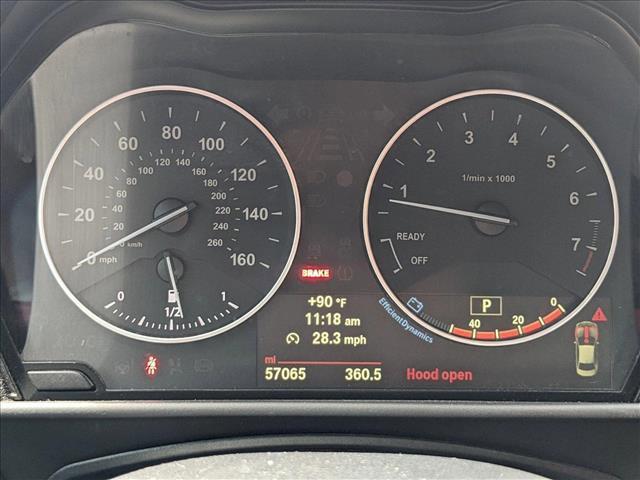 0 20 40 60 80 100 120 140 160
mph
0 20 40 60 80 100 120 140 160 180 200 220 240 260
km/h
0 1/2 1
BRAKE
+90 °F
11:18 am
28.3 mph
mi
57065 360.5
1 2 3 4 5 6 7
1/min x 1000
READY
OFF
P
40 20 0
EfficientDynamics
Hood open